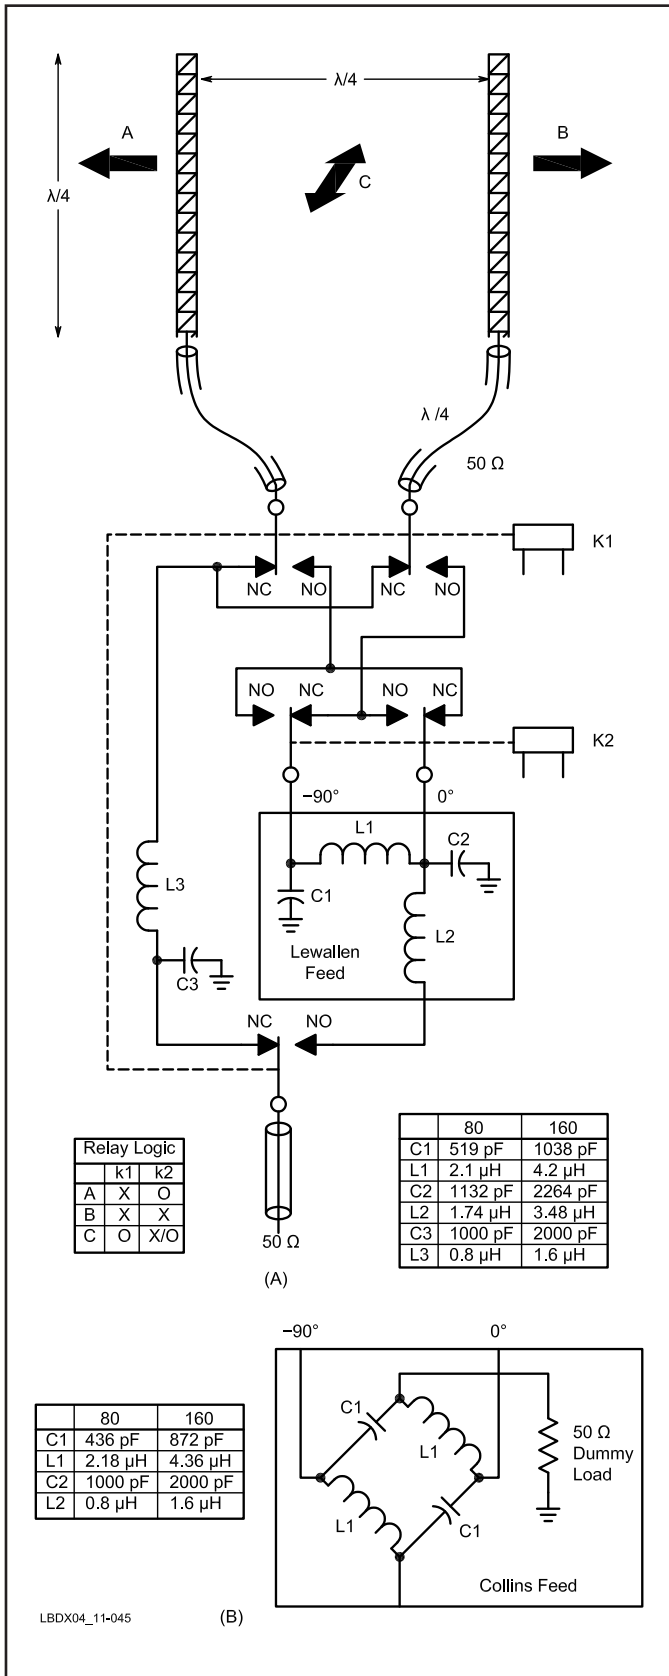 λ/4
A
B
C
λ/4
λ /4
50 Ω
K1
NC NO NC NO
NO NC NO NC
K2
−90° 0°
L1
C2
C1
L3
L2
Lewallen
Feed
C3
NC NO
Relay Logic
k1 k2
A X O
B X X
C O X/O
50 Ω
80 160
C1 519 pF 1038 pF
L1 2.1 μH 4.2 μH
C2 1132 pF 2264 pF
L2 1.74 μH 3.48 μH
C3 1000 pF 2000 pF
L3 0.8 μH 1.6 μH
(A)
−90° 0°
80 160
C1 436 pF 872 pF
L1 2.18 μH 4.36 μH
C2 1000 pF 2000 pF
L2 0.8 μH 1.6 μH
C1
L1
L1
C1
50 Ω
Dummy
Load
Collins Feed
LBDX04_11-045
(B)